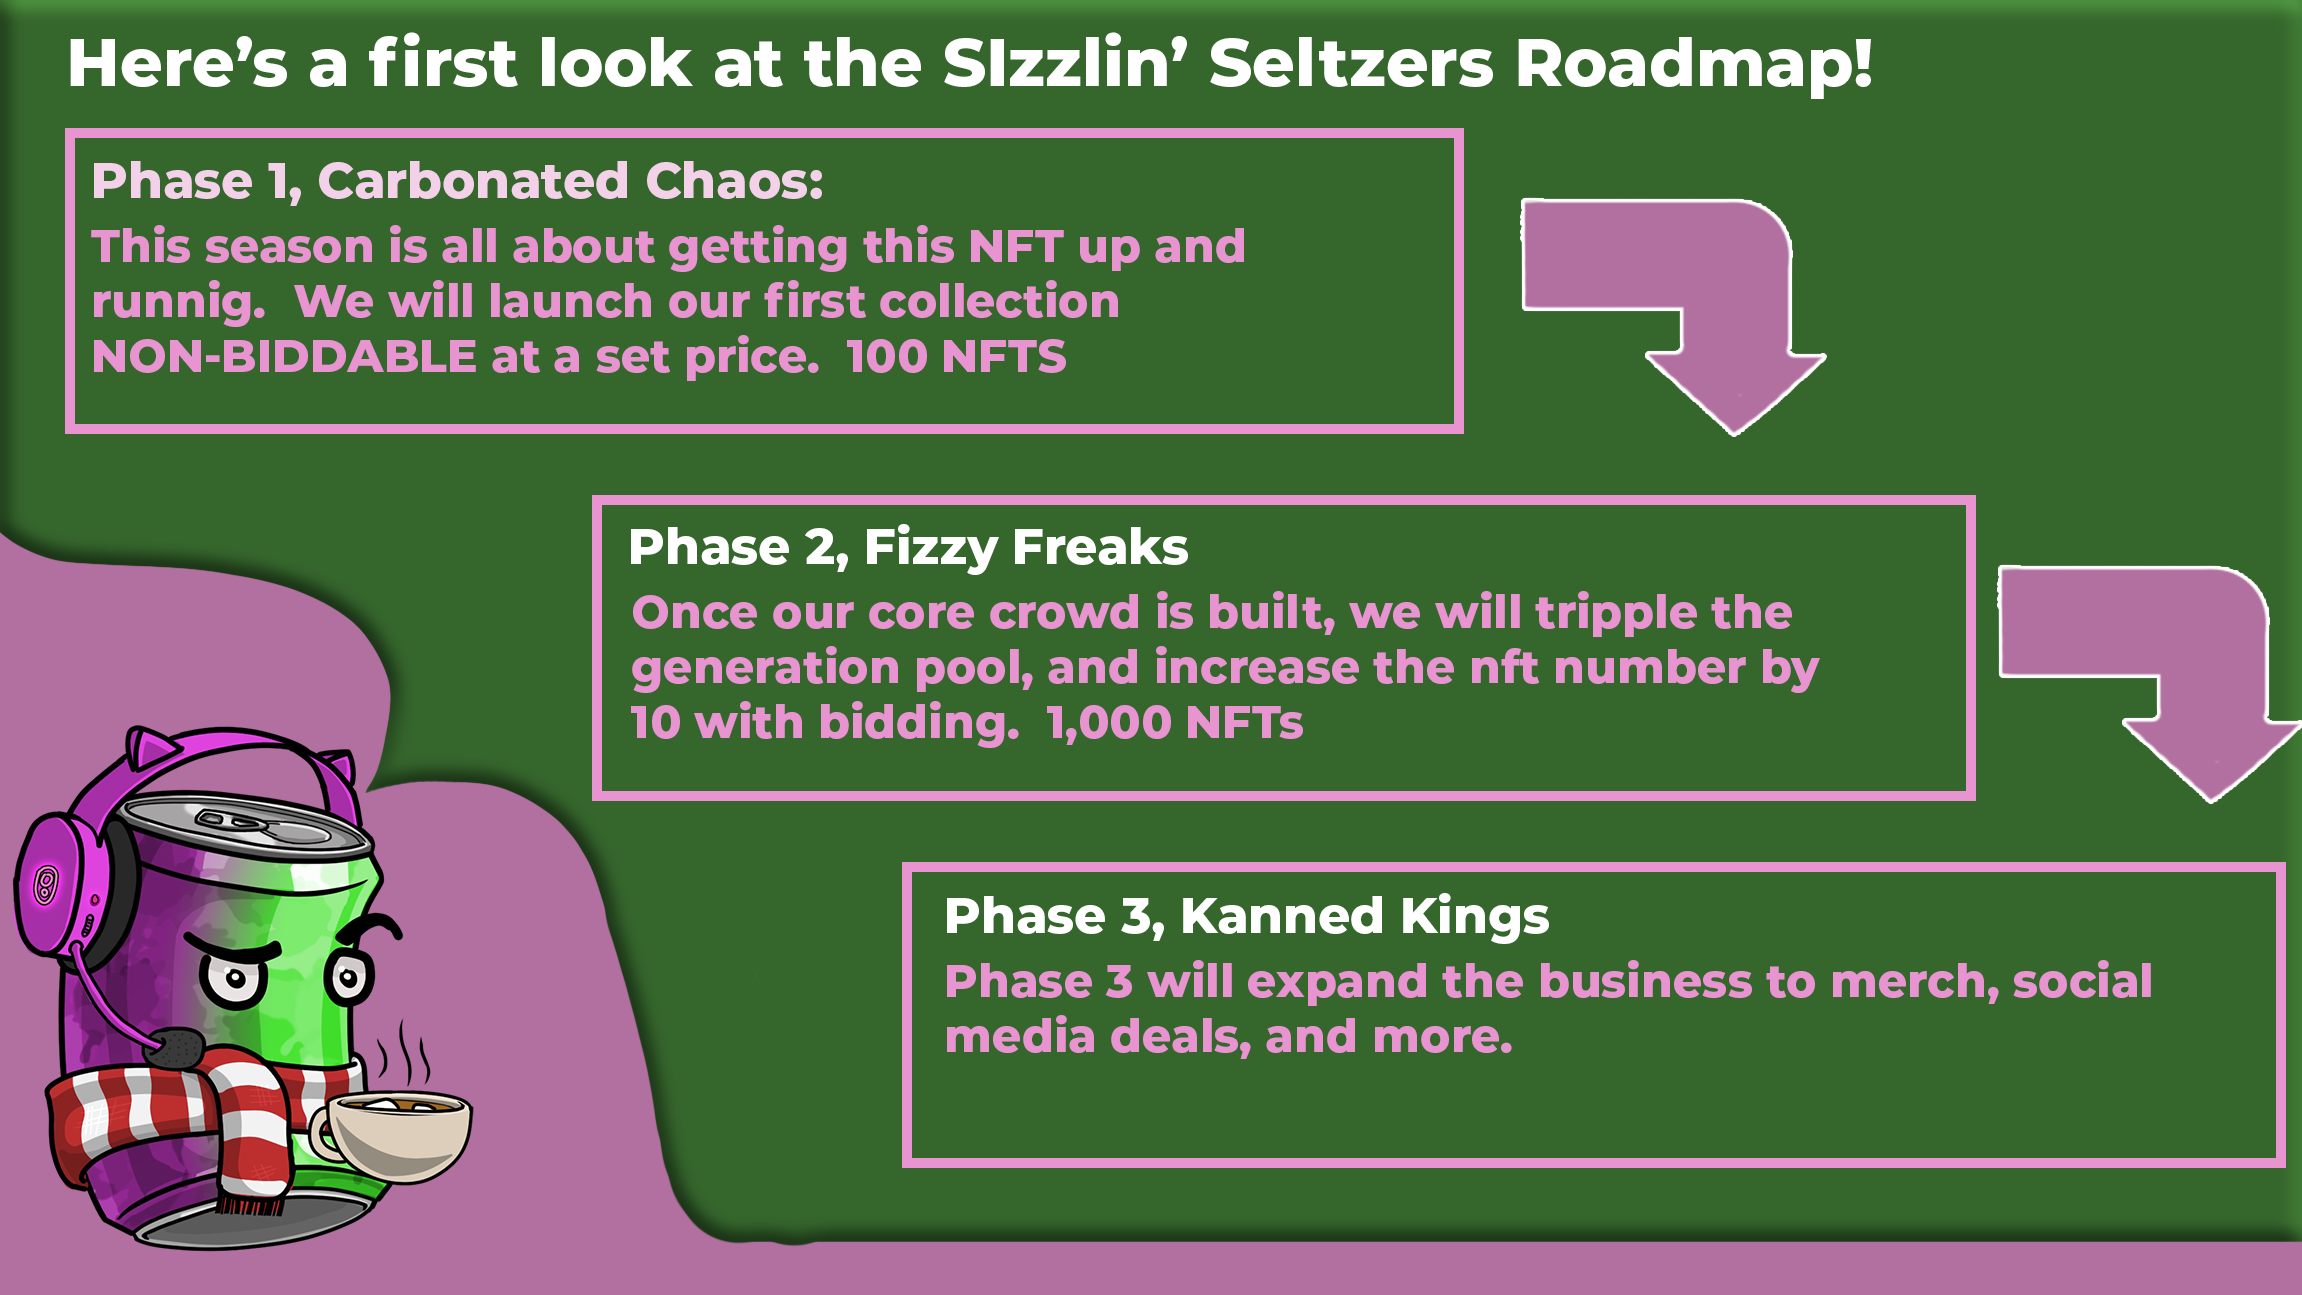 Here’s a first look at the SIzzlin’ Seltzers Roadmap!
Phase 1, Carbonated Chaos:
This season is all about getting this NFT up and
runnig.  We will launch our first collection
NON-BIDDABLE at a set price.  100 NFTS
Phase 2, Fizzy Freaks
Once our core crowd is built, we will tripple the
generation pool, and increase the nft number by
10 with bidding.  1,000 NFTs
Phase 3, Kanned Kings
Phase 3 will expand the business to merch, social
media deals, and more.